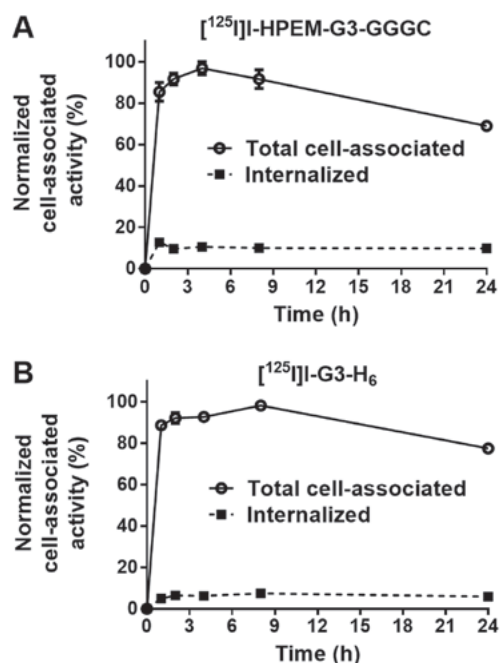 A
[¹²⁵I]I-HPEM-G3-GGGC
Normalized
cell-associated
activity (%)
100
80
60
40
20
0
Total cell-associated
Internalized
0 3 6 9 12 15 18 21 24
Time (h)
B
[¹²⁵I]I-G3-H₆
Normalized
cell-associated
activity (%)
100
80
60
40
20
0
Total cell-associated
Internalized
0 3 6 9 12 15 18 21 24
Time (h)